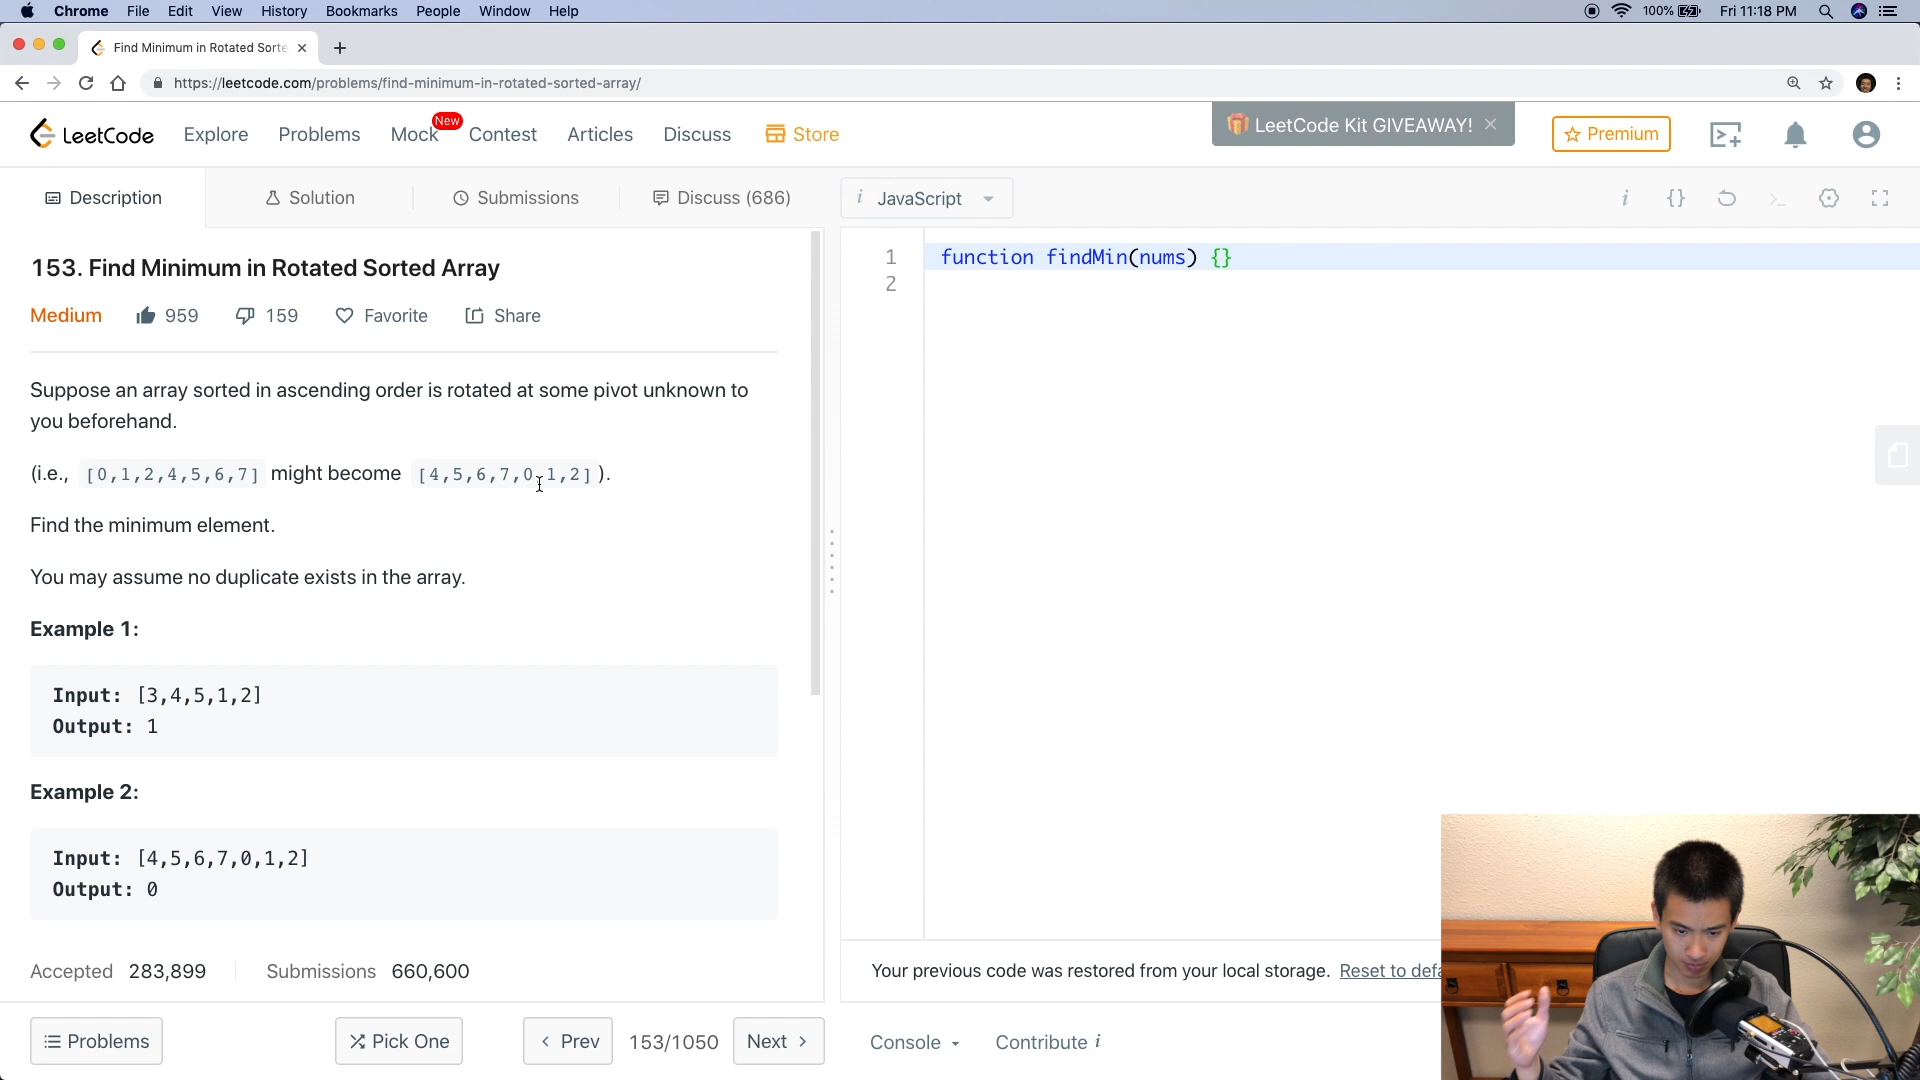 Chrome File Edit View History Bookmarks People Window Help 100% Fri 11:18 PM
Find Minimum in Rotated Sorte
https://leetcode.com/problems/find-minimum-in-rotated-sorted-array/
LeetCode Explore Problems Mock New Contest Articles Discuss Store LeetCode Kit GIVEAWAY! Premium
Description Solution Submissions Discuss (686) i JavaScript i {}
153. Find Minimum in Rotated Sorted Array
Medium 959 159 Favorite Share
Suppose an array sorted in ascending order is rotated at some pivot unknown to
you beforehand.
(i.e., [0,1,2,4,5,6,7] might become [4,5,6,7,0,1,2]).
Find the minimum element.
You may assume no duplicate exists in the array.
Example 1:
Input: [3,4,5,1,2]
Output: 1
Example 2:
Input: [4,5,6,7,0,1,2]
Output: 0
Accepted 283,899 Submissions 660,600
Problems Pick One Prev 153/1050 Next
1 function findMin(nums) {}
2
Your previous code was restored from your local storage. Reset to defa
Console Contribute i